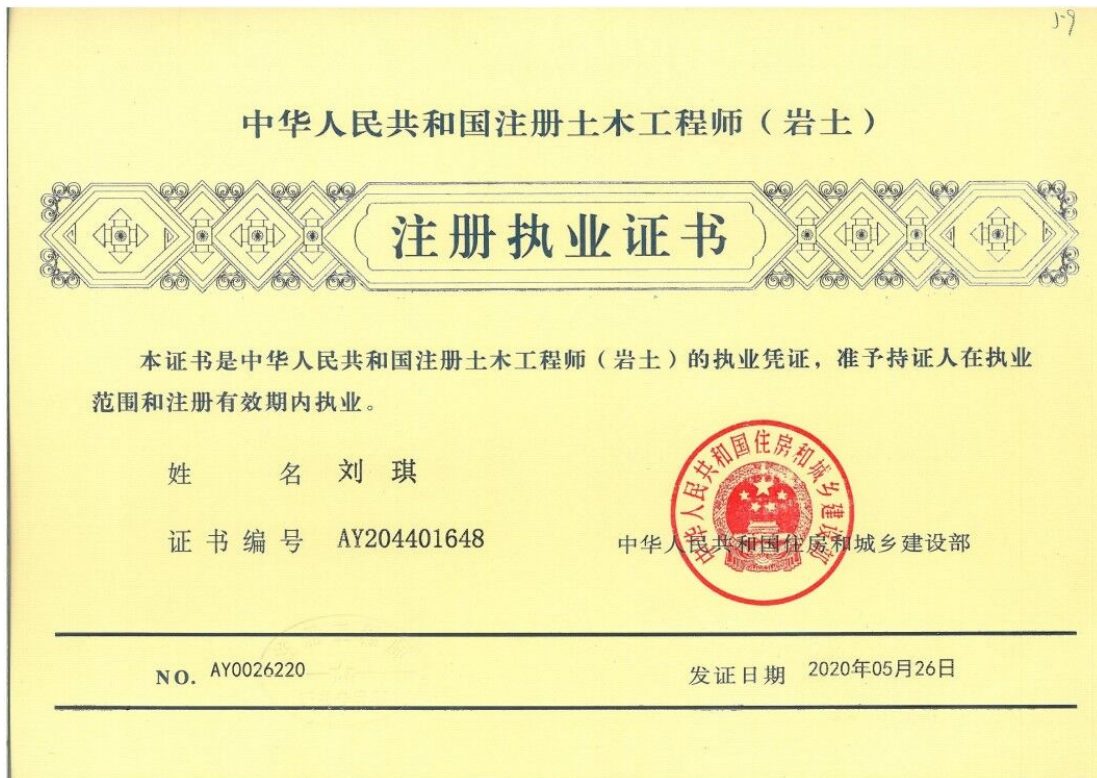 中华人民共和国注册土木工程师（岩土）
注册执业证书
本证书是中华人民共和国注册土木工程师（岩土）的执业凭证，准予持证人在执业
范围和注册有效期内执业。
姓 名 刘 琪
证书编号 AY204401648
中华人民共和国住房和城乡建设部
中华人民共和国住房和城乡建设部
NO. AY0026220
发证日期 2020年05月26日